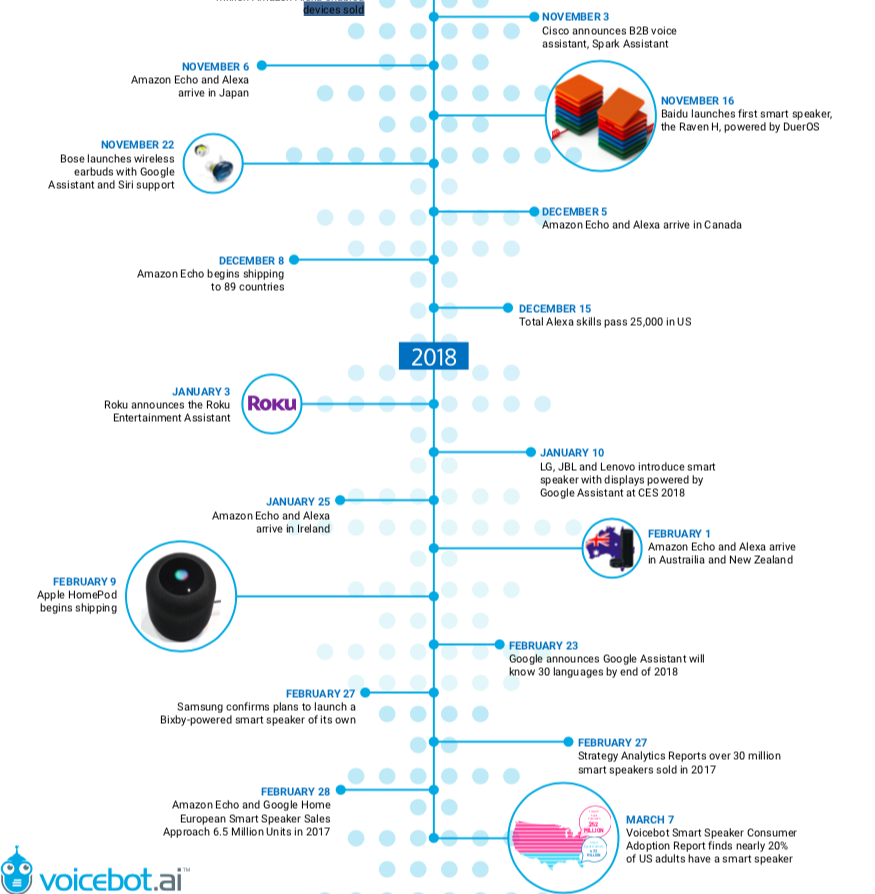 devices sold
NOVEMBER 3
Cisco announces B2B voice
assistant, Spark Assistant
NOVEMBER 6
Amazon Echo and Alexa
arrive in Japan
NOVEMBER 16
Baidu launches first smart speaker,
the Raven H, powered by DuerOS
NOVEMBER 22
Bose launches wireless
earbuds with Google
Assistant and Siri support
DECEMBER 5
Amazon Echo and Alexa arrive in Canada
DECEMBER 8
Amazon Echo begins shipping
to 89 countries
DECEMBER 15
Total Alexa skills pass 25,000 in US
2018
JANUARY 3
Roku announces the Roku
Entertainment Assistant
ROKU
JANUARY 10
LG, JBL and Lenovo introduce smart
speaker with displays powered by
Google Assistant at CES 2018
JANUARY 25
Amazon Echo and Alexa
arrive in Ireland
FEBRUARY 1
Amazon Echo and Alexa arrive
in Austrailia and New Zealand
FEBRUARY 9
Apple HomePod
begins shipping
FEBRUARY 23
Google announces Google Assistant will
know 30 languages by end of 2018
FEBRUARY 27
Samsung confirms plans to launch a
Bixby-powered smart speaker of its own
FEBRUARY 27
Strategy Analytics Reports over 30 million
smart speakers sold in 2017
FEBRUARY 28
Amazon Echo and Google Home
European Smart Speaker Sales
Approach 6.5 Million Units in 2017
252
MILLION
MARCH 7
Voicebot Smart Speaker Consumer
Adoption Report finds nearly 20%
of US adults have a smart speaker
voicebot.ai™